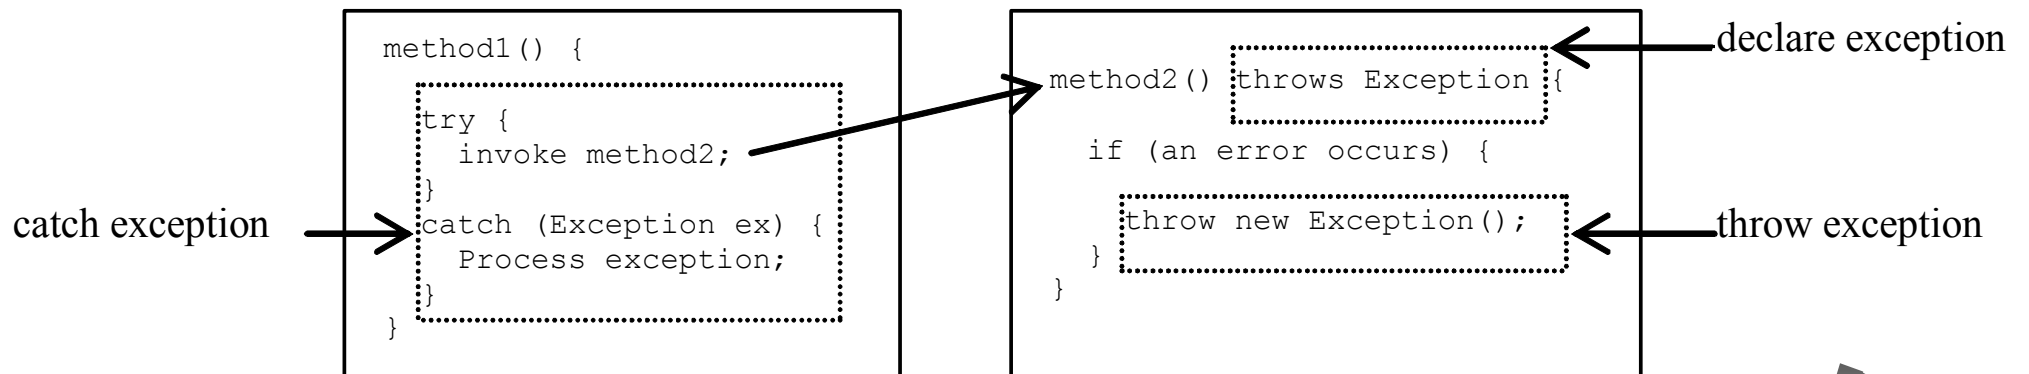 method1() {
try {
invoke method2;
}
catch (Exception ex) {
Process exception;
}
}
catch exception
method2() throws Exception {
if (an error occurs) {
throw new Exception();
}
}
declare exception
throw exception